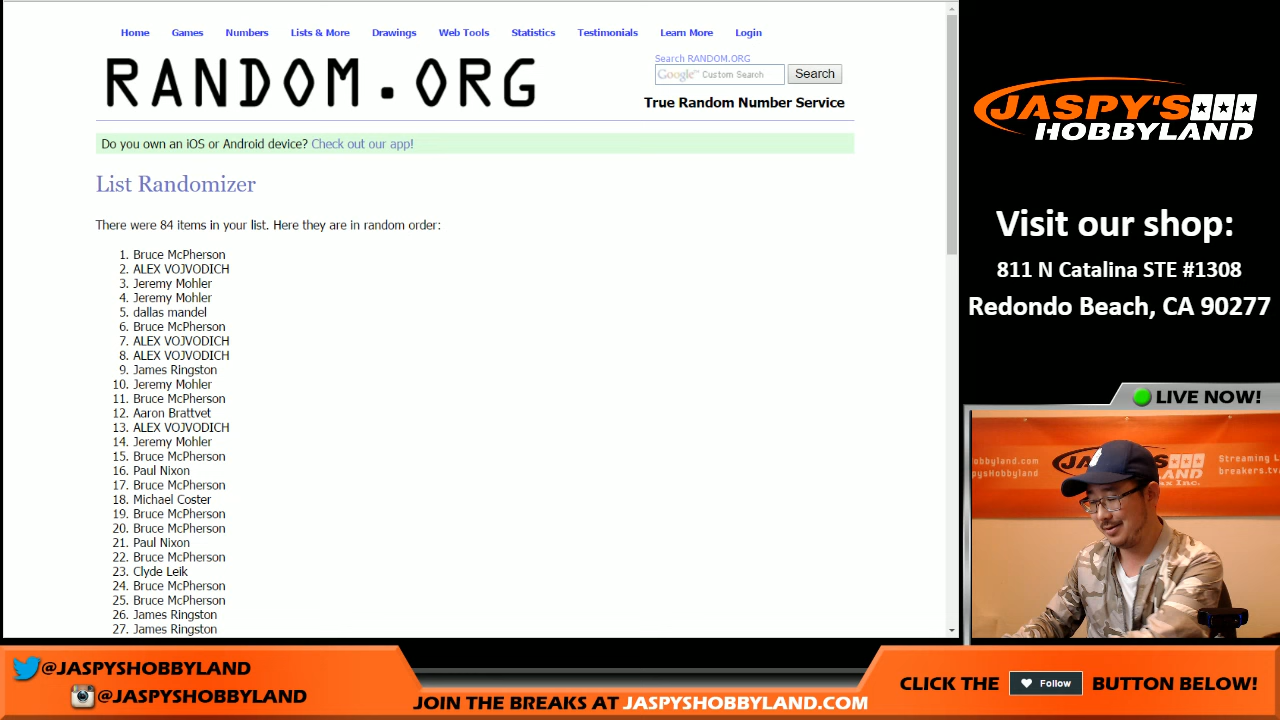 Home Games Numbers Lists & More Drawings Web Tools Statistics Testimonials Learn More Login
RANDOM.ORG
Search RANDOM.ORG
Google™ Custom Search Search
True Random Number Service
Do you own an iOS or Android device? Check out our app!
List Randomizer
There were 84 items in your list. Here they are in random order:
1. Bruce McPherson
2. ALEX VOJVODICH
3. Jeremy Mohler
4. Jeremy Mohler
5. dallas mandel
6. Bruce McPherson
7. ALEX VOJVODICH
8. ALEX VOJVODICH
9. James Ringston
10. Jeremy Mohler
11. Bruce McPherson
12. Aaron Brattvet
13. ALEX VOJVODICH
14. Jeremy Mohler
15. Bruce McPherson
16. Paul Nixon
17. Bruce McPherson
18. Michael Coster
19. Bruce McPherson
20. Bruce McPherson
21. Paul Nixon
22. Bruce McPherson
23. Clyde Leik
24. Bruce McPherson
25. Bruce McPherson
26. James Ringston
27. James Ringston
JASPY'S
HOBBYLAND
Visit our shop:
811 N Catalina STE #1308
Redondo Beach, CA 90277
LIVE NOW!
Streaming
breakers.tv
@JASPYSHOBBYLAND
@JASPYSHOBBYLAND
JOIN THE BREAKS AT JASPYSHOBBYLAND.COM
CLICK THE Follow BUTTON BELOW!